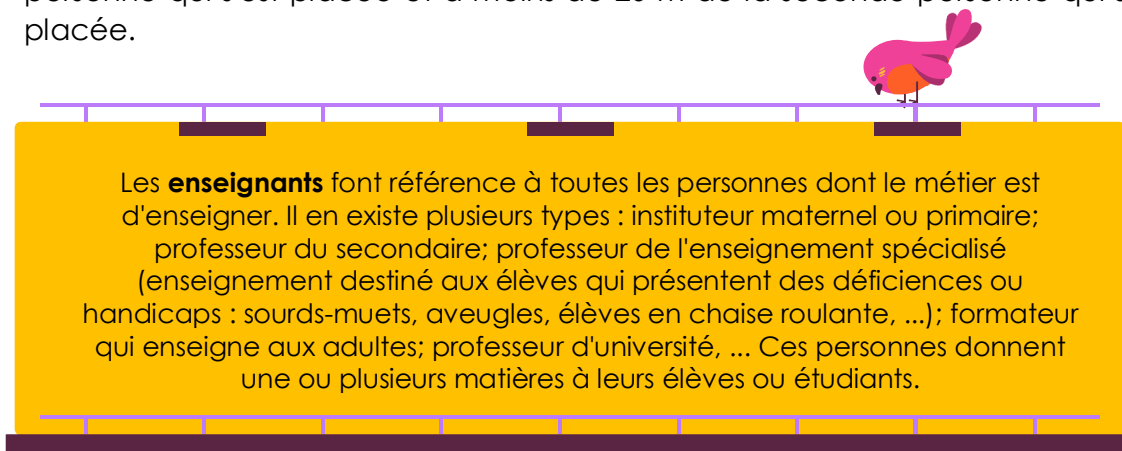 placée.
Les enseignants font référence à toutes les personnes dont le métier est
d'enseigner. Il en existe plusieurs types : instituteur maternel ou primaire;
professeur du secondaire; professeur de l'enseignement spécialisé
(enseignement destiné aux élèves qui présentent des déficiences ou
handicaps : sourds-muets, aveugles, élèves en chaise roulante, ...); formateur
qui enseigne aux adultes; professeur d'université, ... Ces personnes donnent
une ou plusieurs matières à leurs élèves ou étudiants.